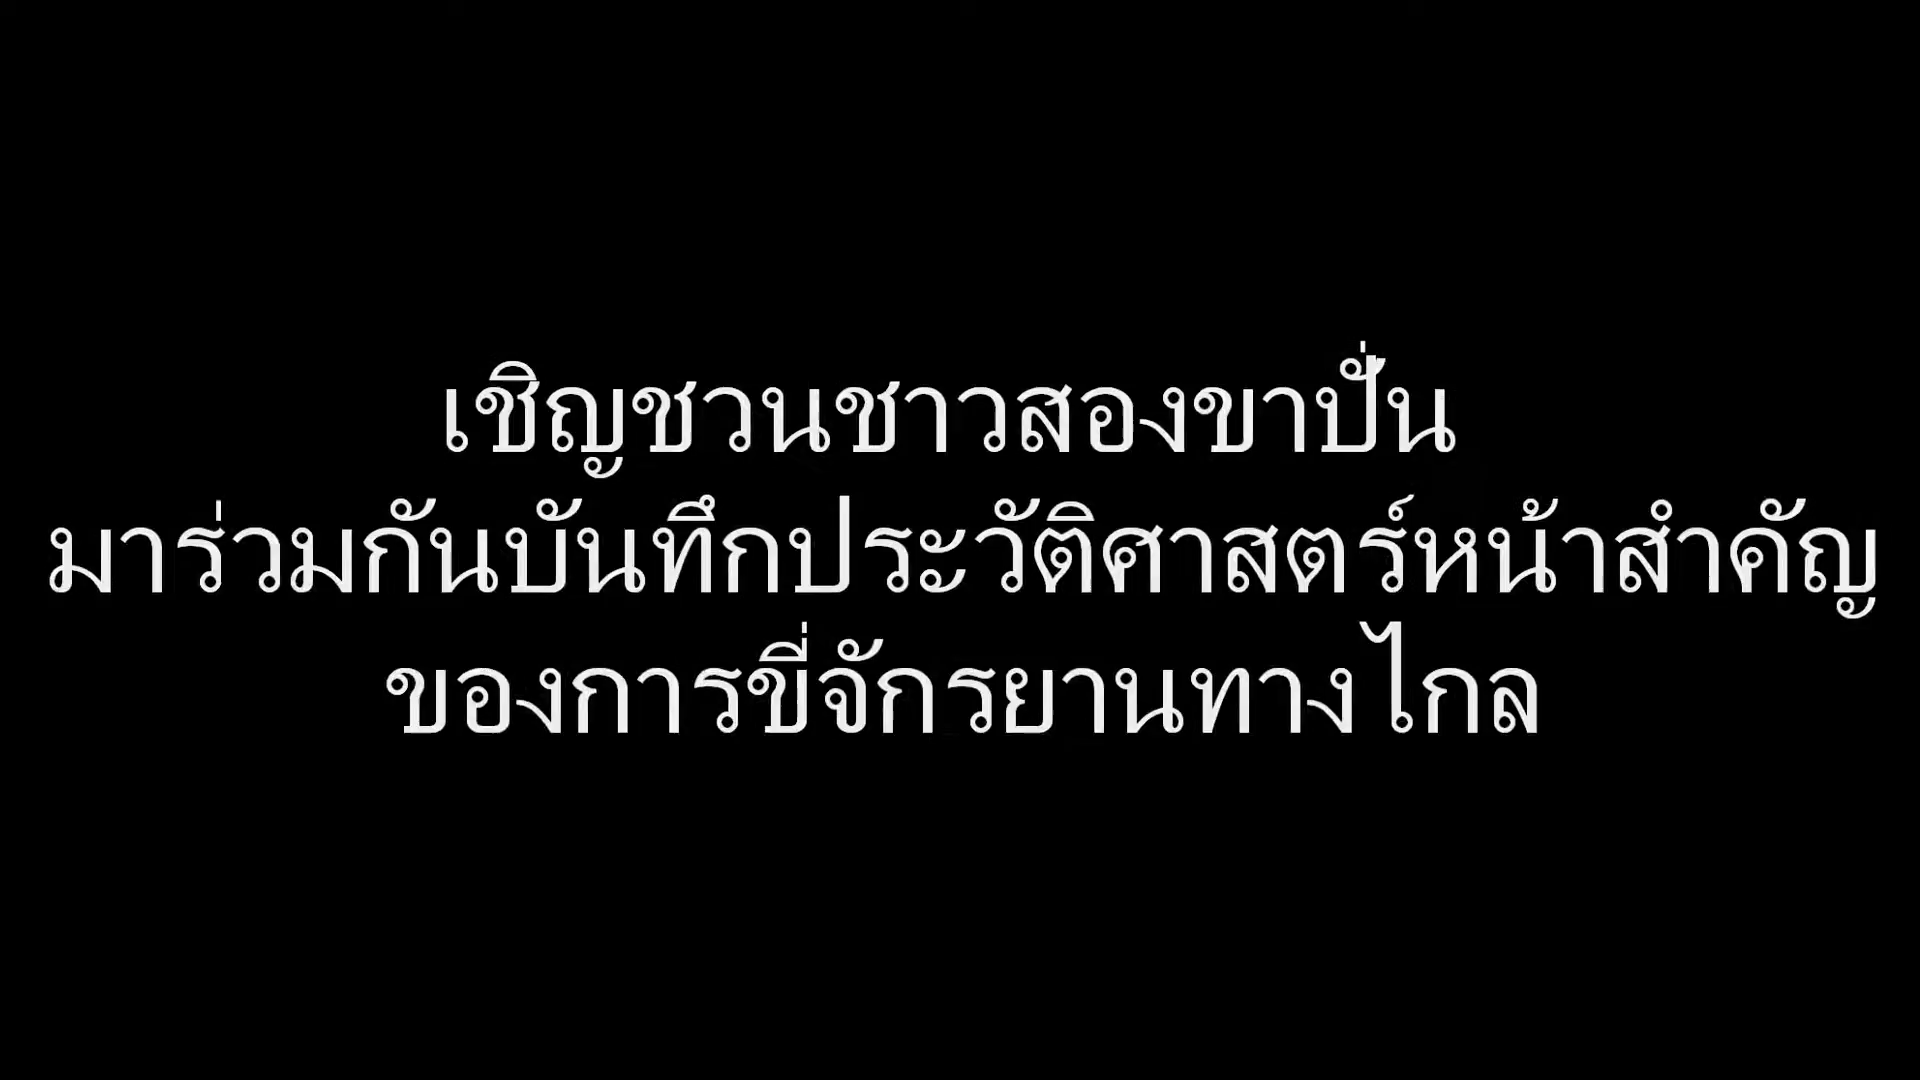 เชิญชวนชาวสองขาปั่น
มาร่วมกันบันทึกประวัติศาสตร์หน้าสำคัญ
ของการขี่จักรยานทางไกล